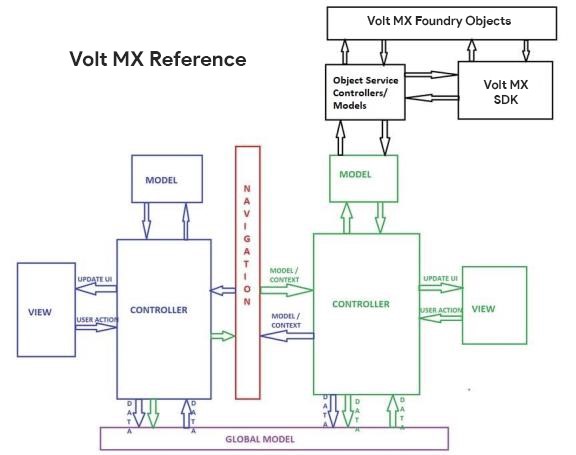 Volt MX Foundry Objects
Volt MX Reference
Object Service
Controllers/
Models
Volt MX
SDK
MODEL
MODEL
NAVIGATION
MODEL /
CONTEXT
MODEL /
CONTEXT
VIEW
UPDATE UI
USER ACTION
CONTROLLER
CONTROLLER
UPDATE UI
USER ACTION
VIEW
DATA
DATA
DATA
DATA
DATA
GLOBAL MODEL